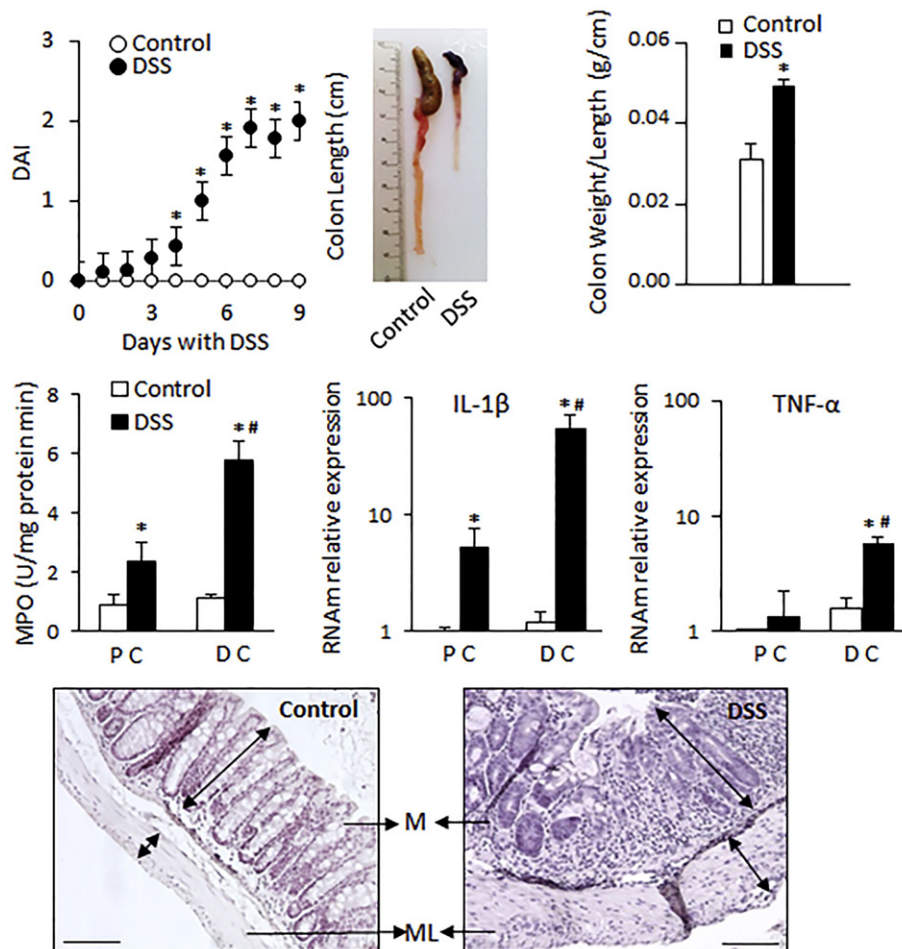 Control
DSS
3
2
1
0
DAI
* * * * * *
0 3 6 9
Days with DSS
Colon Length (cm)
Control
DSS
Control
DSS
*
0.06
0.04
0.02
0.00
Colon Weight/Length (g/cm)
Control
DSS
8
6
4
2
0
MPO (U/mg protein min)
*
*#
P C D C
IL-1β
100
10
1
RNAm relative expression
*
*#
P C D C
TNF-α
100
10
1
RNAm relative expression
*#
P C D C
Control
DSS
M
ML